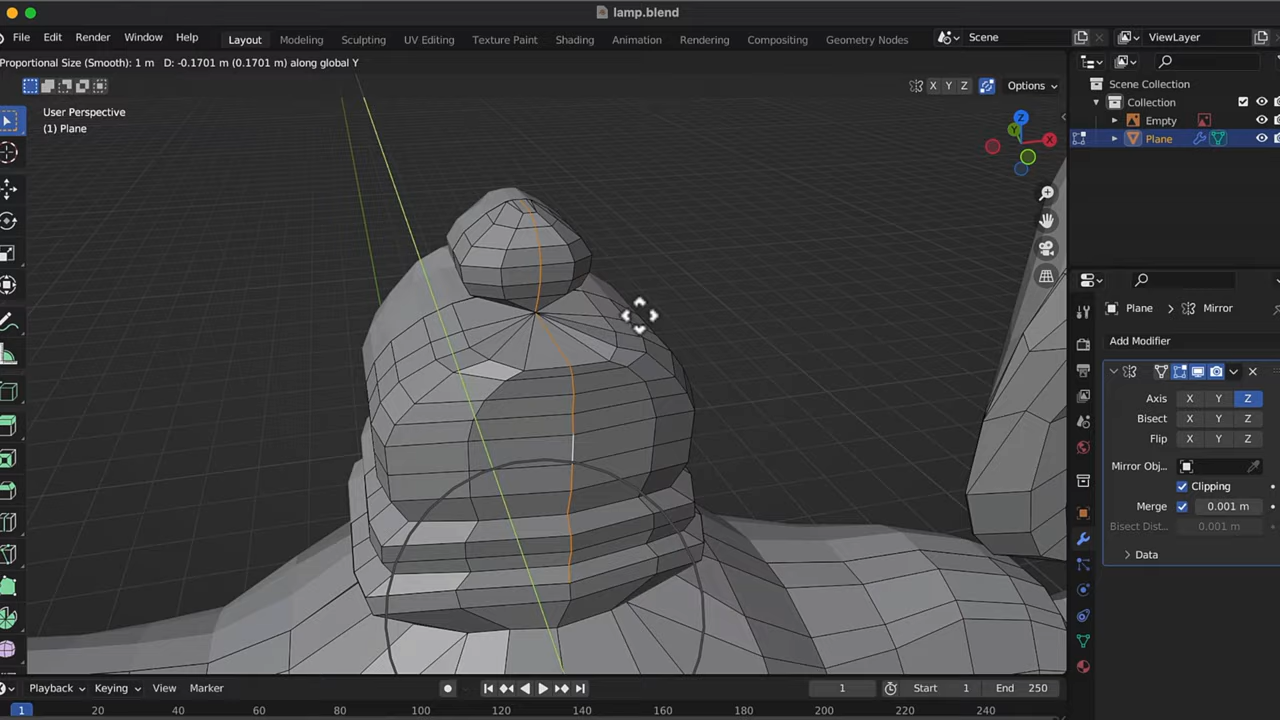 lamp.blend
File Edit Render Window Help Layout Modeling Sculpting UV Editing Texture Paint Shading Animation Rendering Compositing Geometry Nodes Scene ViewLayer
Proportional Size (Smooth): 1 m D: -0.1701 m (0.1701 m) along global Y
X Y Z Options
User Perspective
(1) Plane
Z
Y
X
Scene Collection
Collection
Empty
Plane
Plane > Mirror
Add Modifier
Axis X Y Z
Bisect X Y Z
Flip X Y Z
Mirror Obj...
Clipping
Merge 0.001 m
Bisect Dist... 0.001 m
Data
Playback Keying View Marker 1 Start 1 End 250
1 20 40 60 80 100 120 140 160 180 200 220 240 260